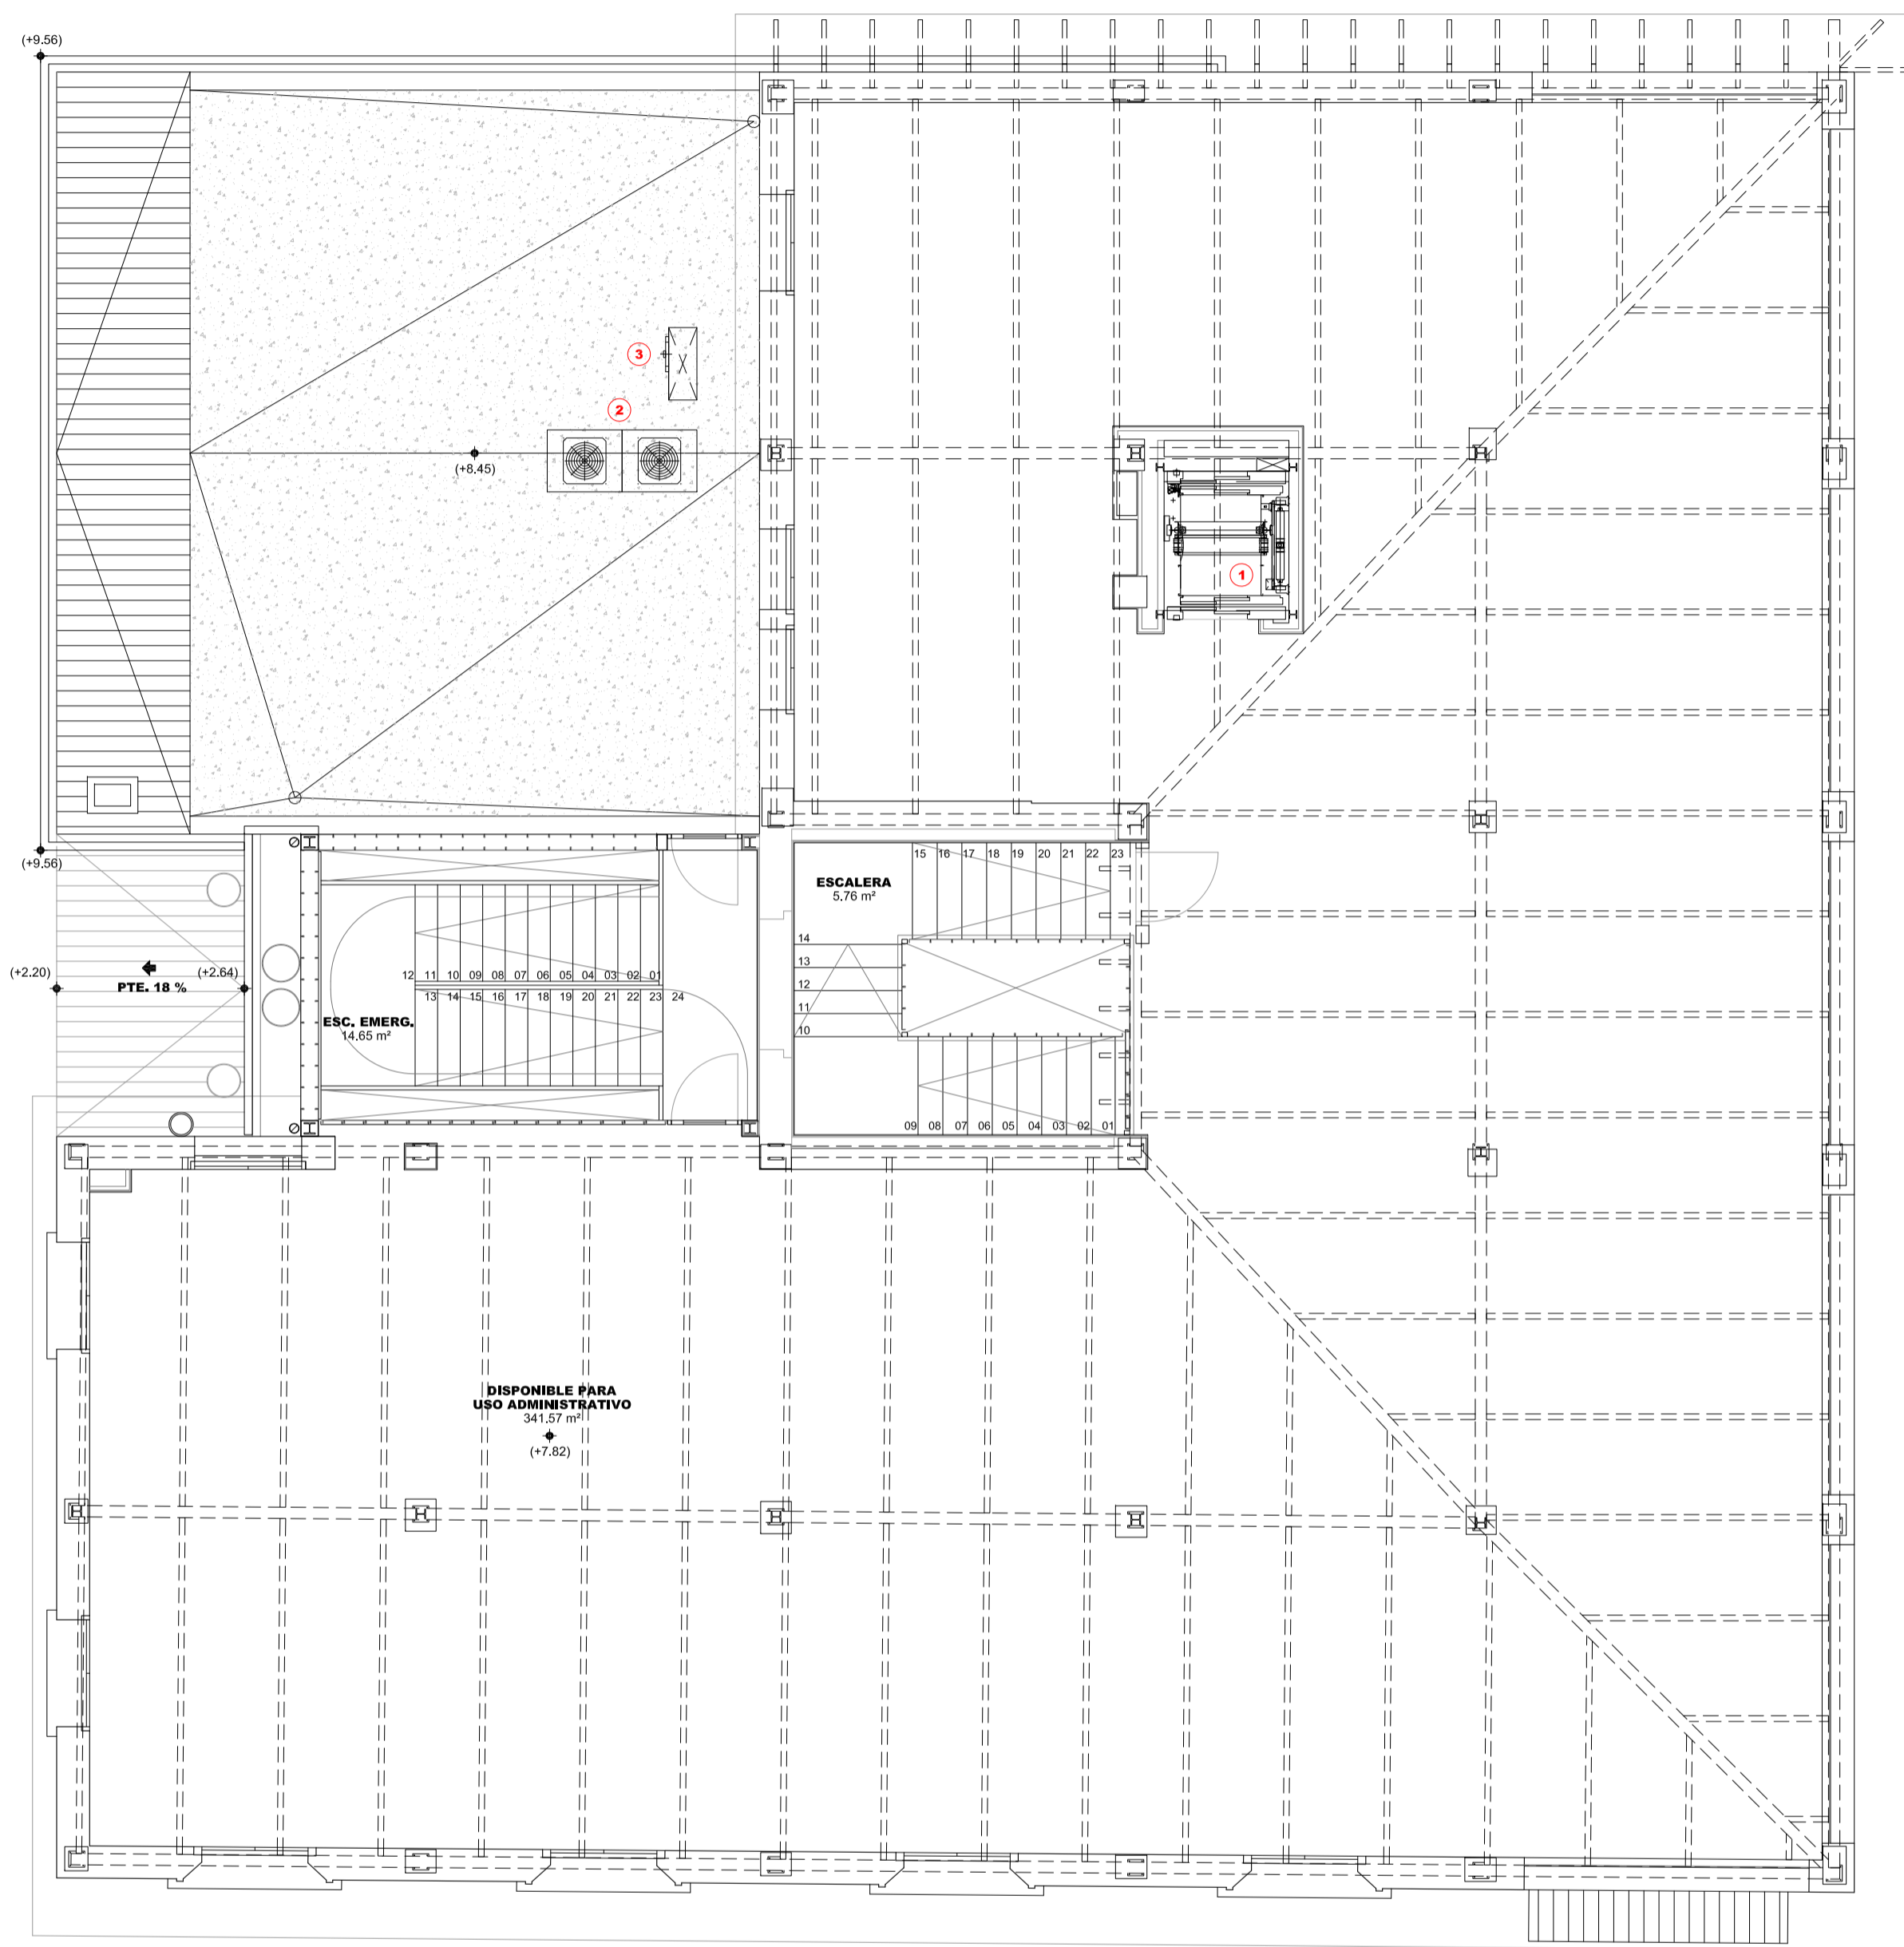 (+9.56)
3
2
(+8.45)
1
(+9.56)
15 16 17 18 19 20 21 22 23
ESCALERA
5.76 m²
14
13
12
11
10
(+2.20)
(+2.64)
PTE. 18 %
12 11 10 09 08 07 06 05 04 03 02 01
13 14 15 16 17 18 19 20 21 22 23 24
ESC. EMERG.
14.65 m²
09 08 07 06 05 04 03 02 01
DISPONIBLE PARA
USO ADMINISTRATIVO
341.57 m²
(+7.82)